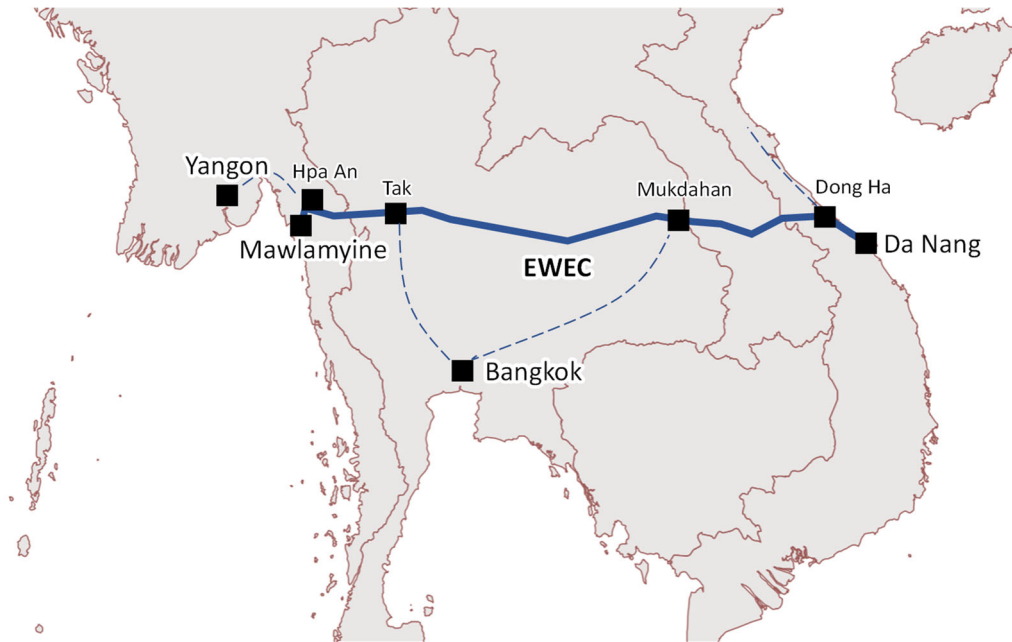 Yangon
Hpa An
Tak
Mukdahan
Dong Ha
Mawlamyine
Da Nang
EWEC
Bangkok